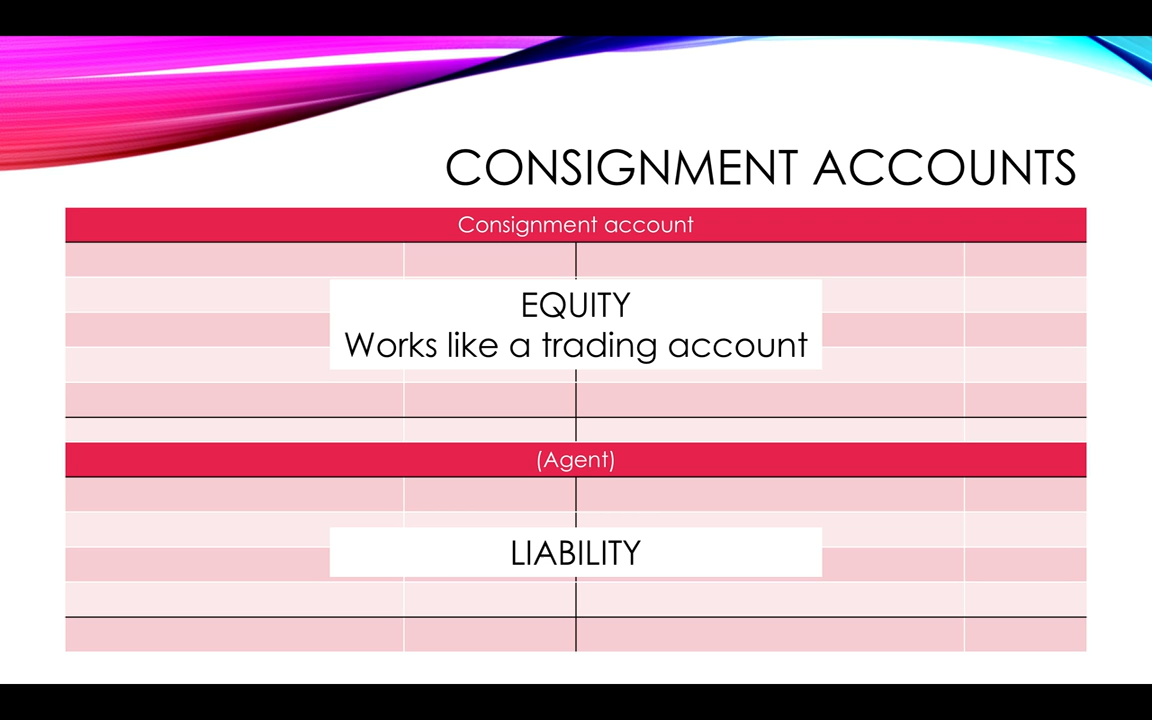 CONSIGNMENT ACCOUNTS
Consignment account
EQUITY
Works like a trading account
(Agent)
LIABILITY